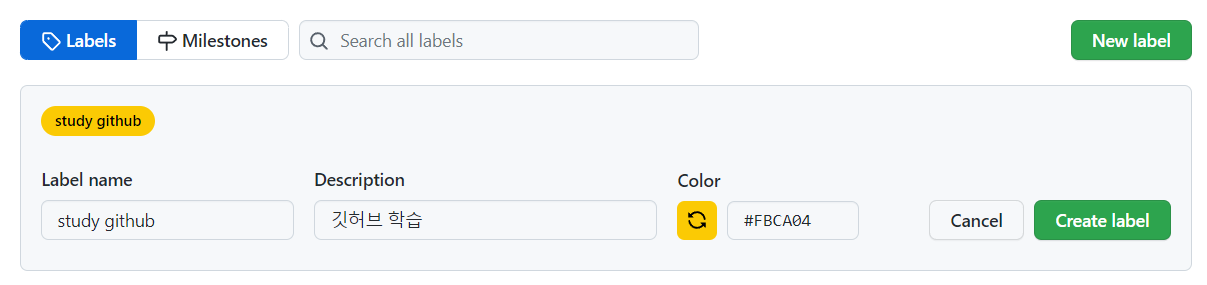 Labels Milestones Search all labels New label
study github
Label name Description Color
study github 깃허브 학습 #FBCA04 Cancel Create label